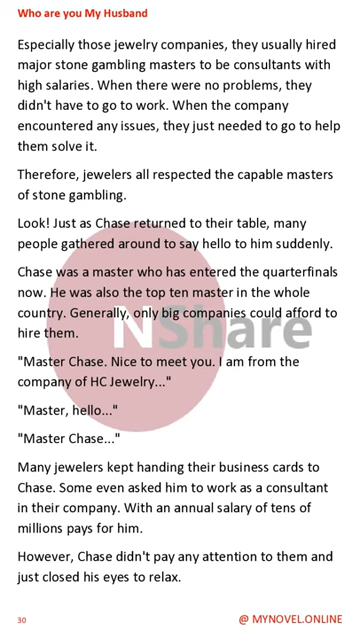 Who are you My Husband
Especially those jewelry companies, they usually hired
major stone gambling masters to be consultants with
high salaries. When there were no problems, they
didn't have to go to work. When the company
encountered any issues, they just needed to go to help
them solve it.
Therefore, jewelers all respected the capable masters
of stone gambling.
Look! Just as Chase returned to their table, many
people gathered around to say hello to him suddenly.
Chase was a master who has entered the quarterfinals
now. He was also the top ten master in the whole
country. Generally, only big companies could afford to
hire them.
NShare
"Master Chase. Nice to meet you. I am from the
company of HC Jewelry..."
"Master, hello..."
"Master Chase..."
Many jewelers kept handing their business cards to
Chase. Some even asked him to work as a consultant
in their company. With an annual salary of tens of
millions pays for him.
However, Chase didn't pay any attention to them and
just closed his eyes to relax.
30
@ MYNOVEL.ONLINE